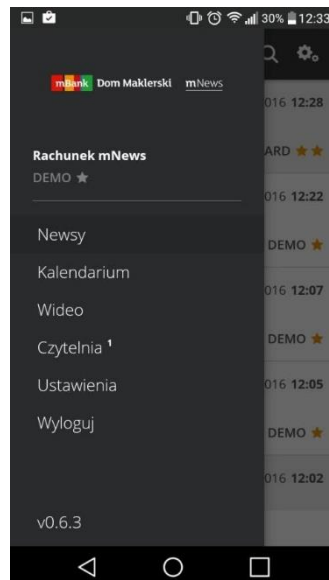 30% 12:33
mBank Dom Maklerski mNews
016 12:28
Rachunek mNews
ARD
DEMO
016 12:22
Newsy
DEMO
Kalendarium
016 12:07
Wideo
Czytelnia 1
DEMO
Ustawienia
016 12:05
Wyloguj
DEMO
016 12:02
v0.6.3